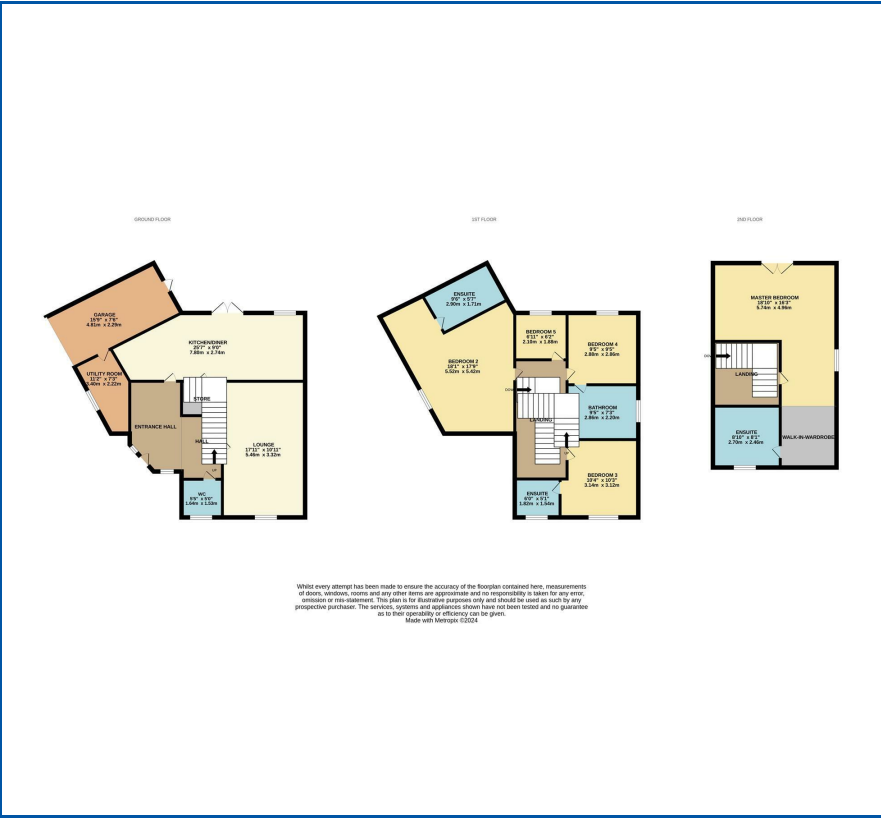 GROUND FLOOR
1ST FLOOR
2ND FLOOR
GARAGE
15'9" x 7'6"
4.81m x 2.29m
KITCHEN/DINER
25'7" x 9'0"
7.80m x 2.74m
UTILITY ROOM
11'2" x 7'3"
3.40m x 2.22m
STORE
ENTRANCE HALL
HALL
LOUNGE
17'11" x 10'11"
5.46m x 3.32m
UP
WC
5'5" x 5'0"
1.64m x 1.53m
ENSUITE
9'6" x 5'7"
2.90m x 1.71m
BEDROOM 5
6'11" x 6'2"
2.10m x 1.88m
BEDROOM 4
9'5" x 9'5"
2.88m x 2.86m
BEDROOM 2
18'1" x 17'9"
5.52m x 5.42m
DOWN
BATHROOM
9'5" x 7'3"
2.86m x 2.20m
LANDING
UP
BEDROOM 3
10'4" x 10'3"
3.14m x 3.12m
ENSUITE
6'0" x 5'1"
1.82m x 1.54m
MASTER BEDROOM
18'10" x 16'3"
5.74m x 4.95m
DOWN
LANDING
ENSUITE
8'10" x 8'1"
2.70m x 2.46m
WALK-IN-WARDROBE
Whilst every attempt has been made to ensure the accuracy of the floorplan contained here, measurements
of doors, windows, rooms and any other items are approximate and no responsibility is taken for any error,
omission or mis-statement. This plan is for illustrative purposes only and should be used as such by any
prospective purchaser. The services, systems and appliances shown have not been tested and no guarantee
as to their operability or efficiency can be given.
Made with Metropix ©2024